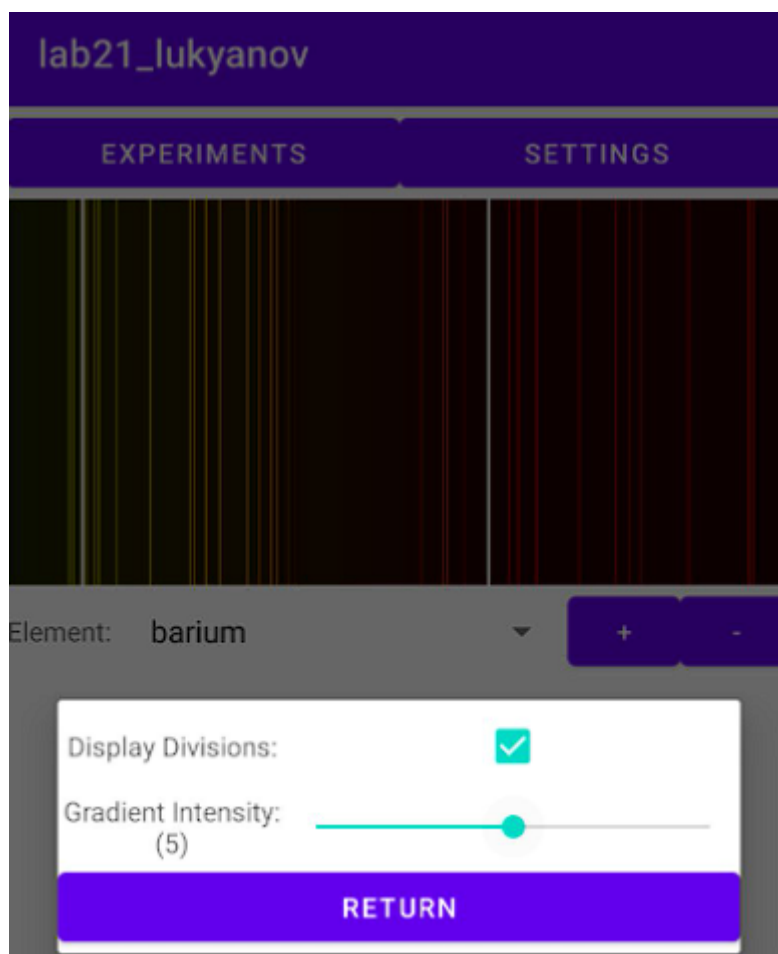 lab21_lukyanov
EXPERIMENTS SETTINGS
Element: barium + -
Display Divisions:
Gradient Intensity:
(5)
RETURN